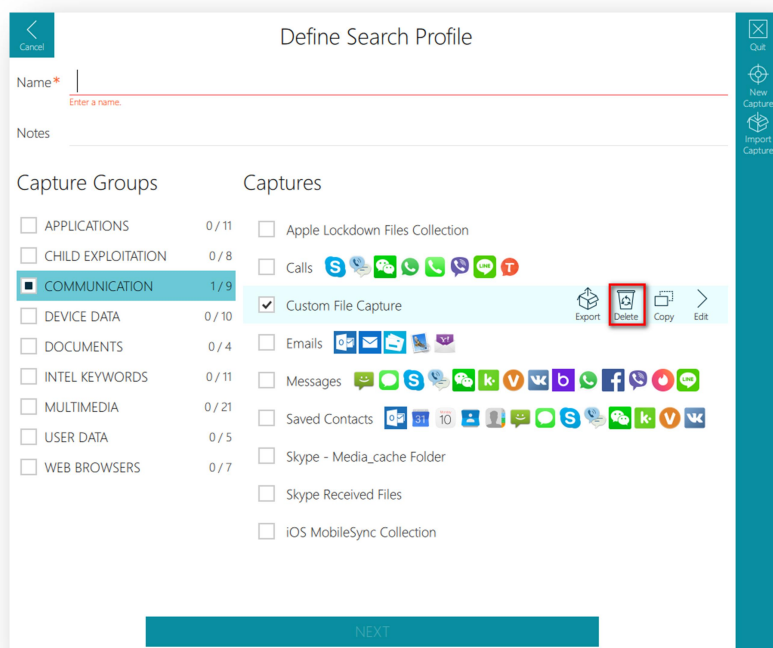 Cancel
Define Search Profile
Quit
New
Capture
Import
Capture
Name*
Enter a name.
Notes
Capture Groups
Captures
APPLICATIONS 0 / 11
CHILD EXPLOITATION 0 / 8
COMMUNICATION 1 / 9
DEVICE DATA 0 / 10
DOCUMENTS 0 / 4
INTEL KEYWORDS 0 / 11
MULTIMEDIA 0 / 21
USER DATA 0 / 5
WEB BROWSERS 0 / 7
Apple Lockdown Files Collection
Calls
Custom File Capture
Export Delete Copy Edit
Emails
Messages
Saved Contacts 31 10
Skype - Media_cache Folder
Skype Received Files
iOS MobileSync Collection
NEXT